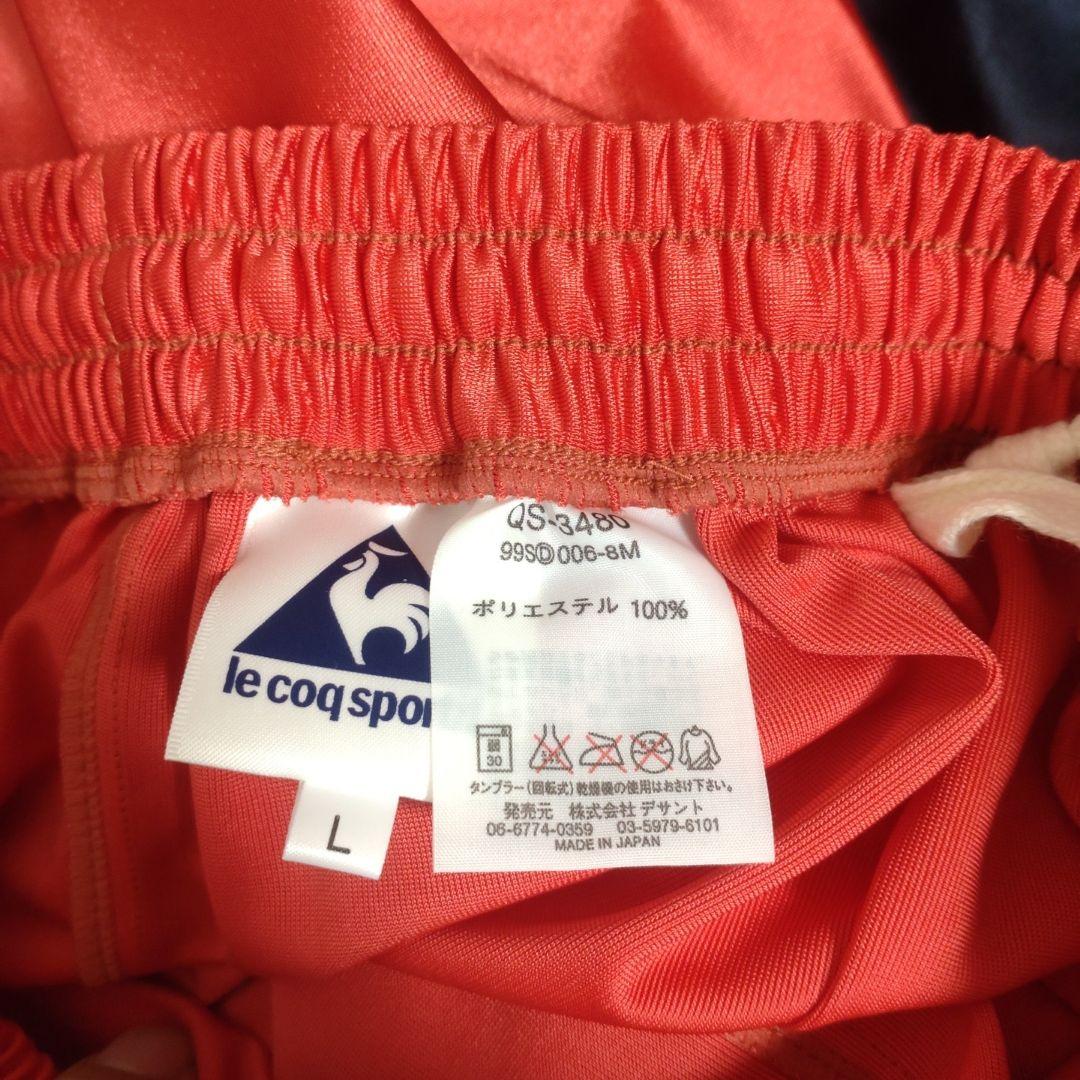 QS-3480
99SⒹ006-8M
ポリエステル 100%
le coq spor
30
タンブラー(回転式)乾燥機の使用はおさけ下さい。
発売元 株式会社 デサント
06-6774-0359 03-5979-6101
MADE IN JAPAN
L